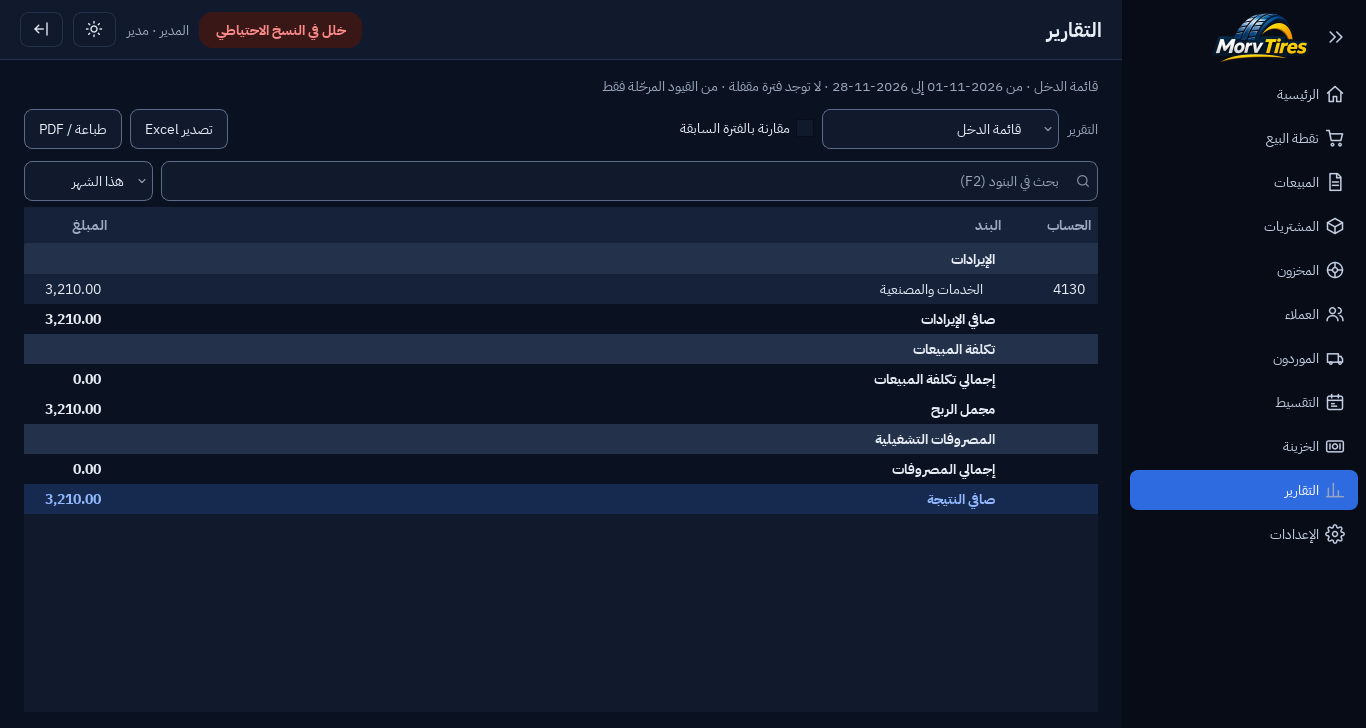 Morv Tires
الرئيسية
نقطة البيع
المبيعات
المشتريات
المخزون
العملاء
الموردون
التقسيط
الخزينة
التقارير
الإعدادات
التقارير
خلل في النسخ الاحتياطي
المدير · مدير
قائمة الدخل · من 2026-11-01 إلى 2026-11-28 · لا توجد فترة مقفلة · من القيود المرحّلة فقط
التقرير قائمة الدخل مقارنة بالفترة السابقة تصدير Excel طباعة / PDF
بحث في البنود (F2) هذا الشهر
الحساب البند المبلغ
الإيرادات
4130 الخدمات والمصنعية 3,210.00
صافي الإيرادات 3,210.00
تكلفة المبيعات
إجمالي تكلفة المبيعات 0.00
مجمل الربح 3,210.00
المصروفات التشغيلية
إجمالي المصروفات 0.00
صافي النتيجة 3,210.00